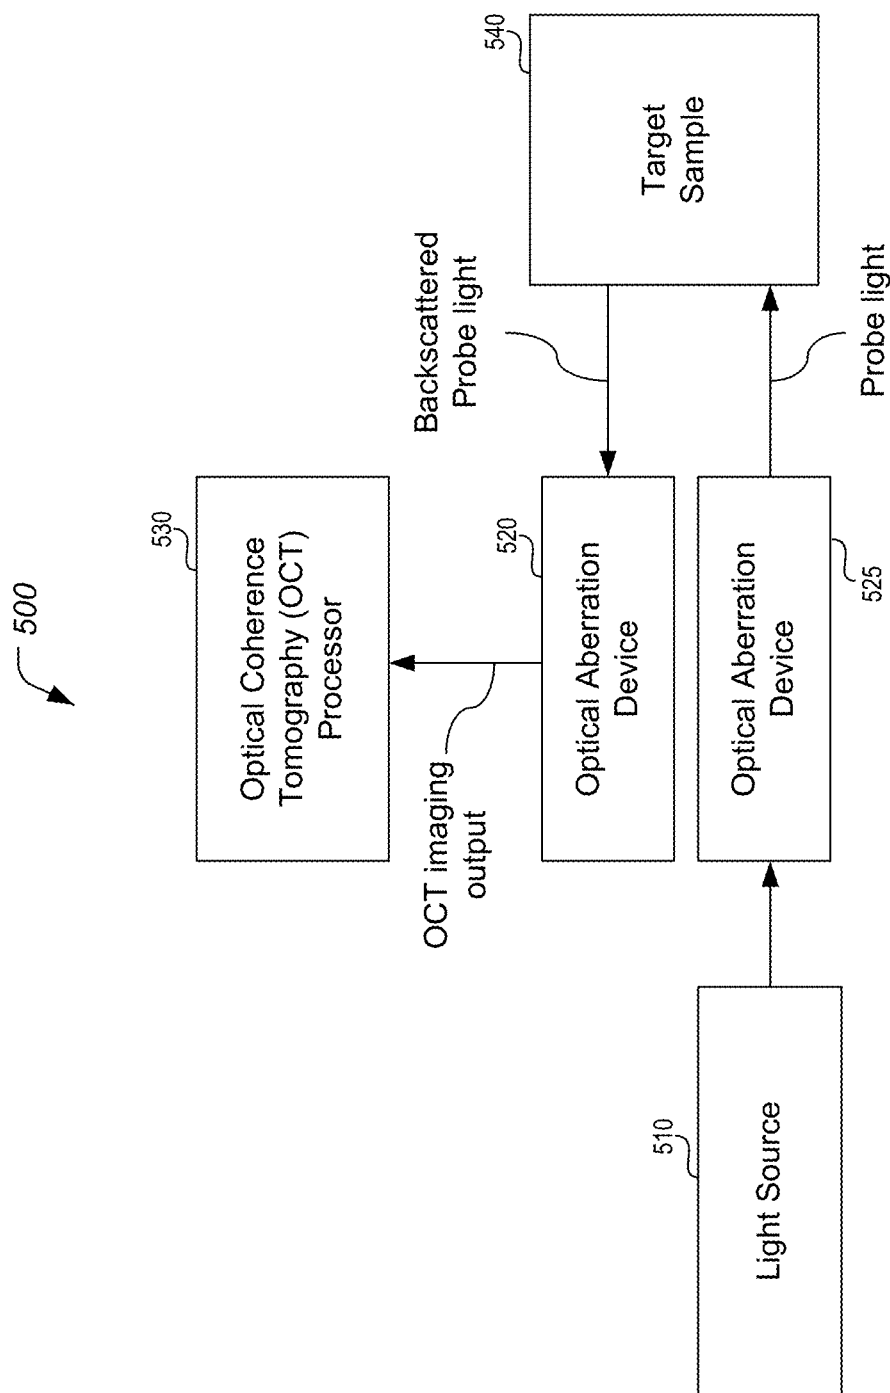 500
530
Optical Coherence
Tomography (OCT)
Processor
OCT imaging
output
520
Optical Aberration
Device
Optical Aberration
Device
525
Backscattered
Probe light
Probe light
540
Target
Sample
510
Light Source